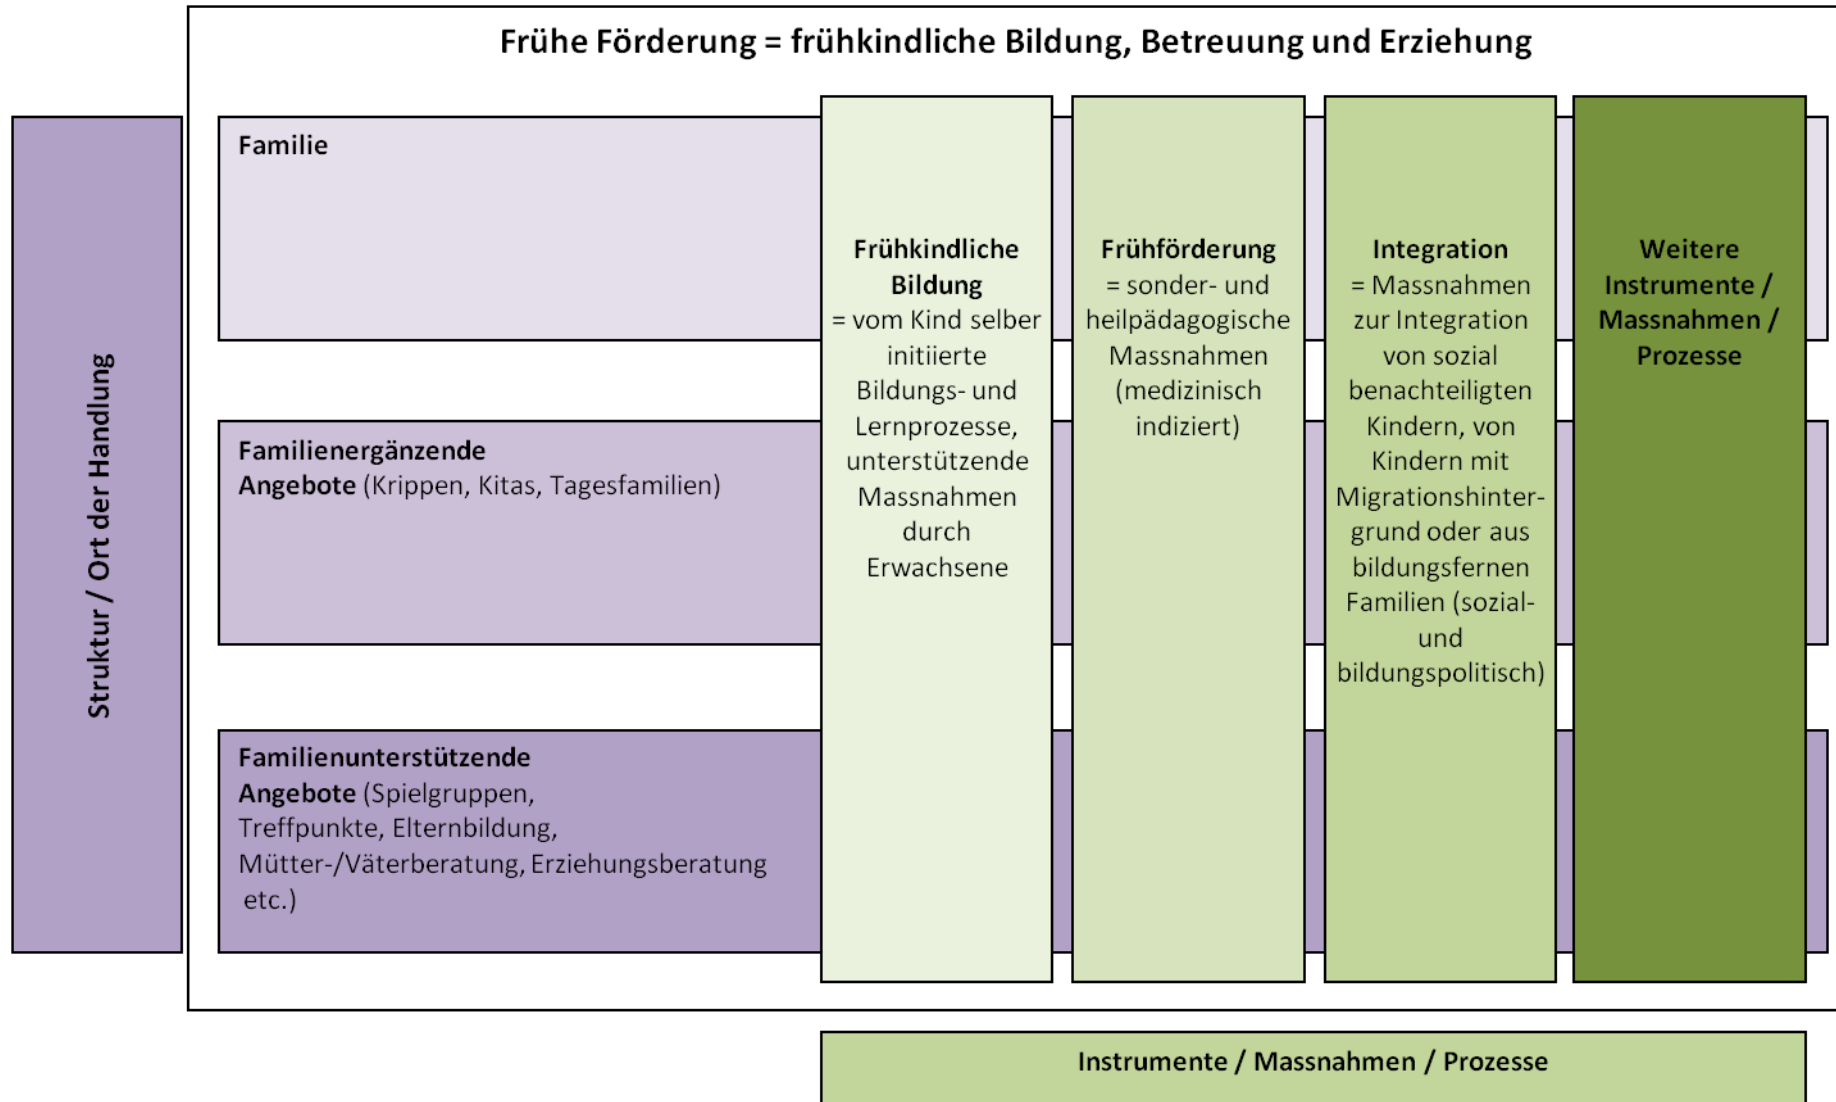 Frühe Förderung = frühkindliche Bildung, Betreuung und Erziehung
Struktur / Ort der Handlung
Familie
Familienergänzende
Angebote (Krippen, Kitas, Tagesfamilien)
Familienunterstützende
Angebote (Spielgruppen,
Treffpunkte, Elternbildung,
Mütter-/Väterberatung, Erziehungsberatung
etc.)
Frühkindliche
Bildung
= vom Kind selber
initiierte
Bildungs- und
Lernprozesse,
unterstützende
Massnahmen
durch
Erwachsene
Frühförderung
= sonder- und
heilpädagogische
Massnahmen
(medizinisch
indiziert)
Integration
= Massnahmen
zur Integration
von sozial
benachteiligten
Kindern, von
Kindern mit
Migrationshinter-
grund oder aus
bildungsfernen
Familien (sozial-
und
bildungspolitisch)
Weitere
Instrumente /
Massnahmen /
Prozesse
Instrumente / Massnahmen / Prozesse